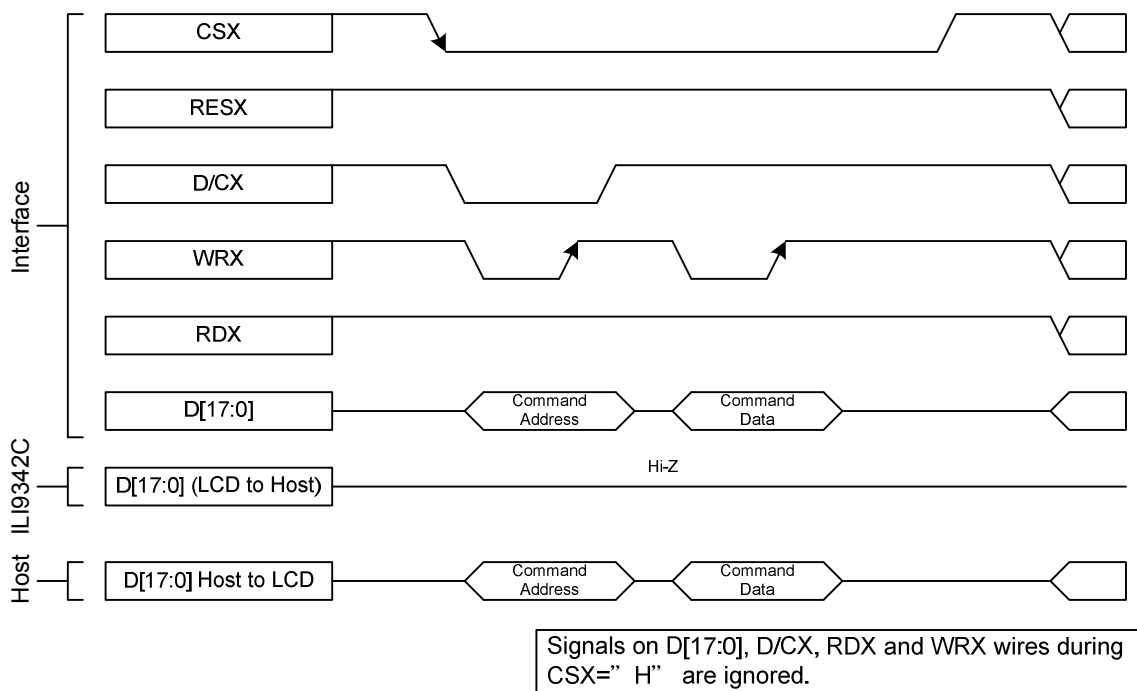 CSX
RESX
D/CX
WRX
RDX
D[17:0]
Command
Address
Command
Data
Interface
D[17:0] (LCD to Host)
Hi-Z
ILI9342C
D[17:0] Host to LCD
Command
Address
Command
Data
Host
Signals on D[17:0], D/CX, RDX and WRX wires during
CSX=” H” are ignored.